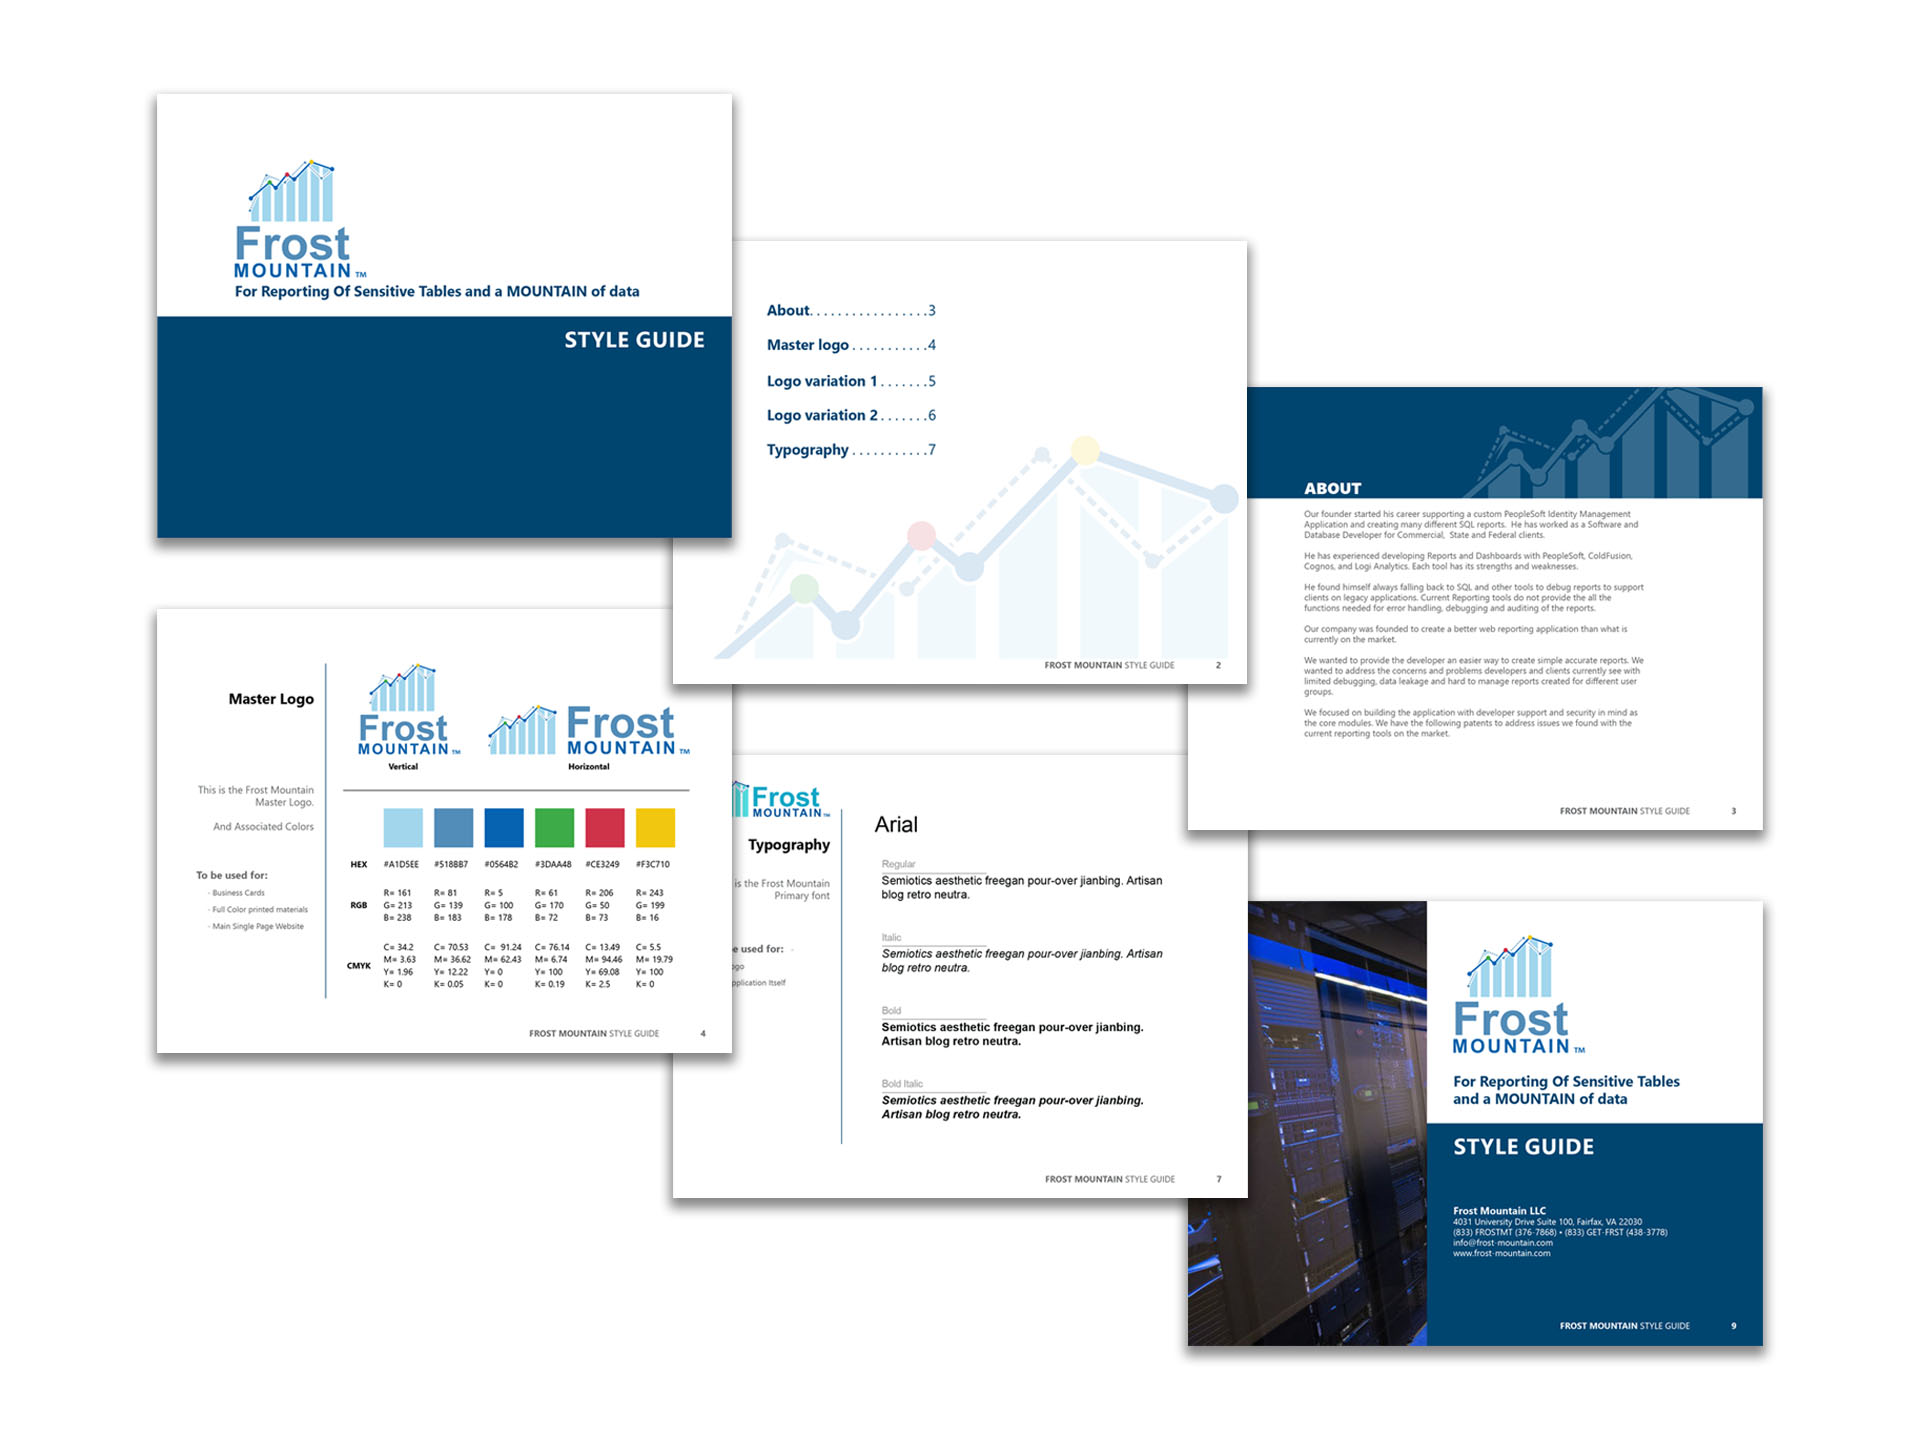 Frost
MOUNTAIN TM
For Reporting Of Sensitive Tables and a MOUNTAIN of data
STYLE GUIDE
About. . . . . . . . . . . . . . . . .3
Master logo . . . . . . . . . . .4
Logo variation 1 . . . . . . .5
Logo variation 2 . . . . . . .6
Typography . . . . . . . . . . .7
FROST MOUNTAIN STYLE GUIDE 2
ABOUT
Our founder started his career supporting a custom PeopleSoft Identity Management
Application and creating many different SQL reports. He has worked as a Software and
Database Developer for Commercial, State and Federal clients.
He has experienced developing Reports and Dashboards with PeopleSoft, ColdFusion,
Cognos, and Logi Analytics. Each tool has its strengths and weaknesses.
He found himself always falling back to SQL and other tools to debug reports to support
clients on legacy applications. Current Reporting tools do not provide the all the
functions needed for error handling, debugging and auditing of the reports.
Our company was founded to create a better web reporting application than what is
currently on the market.
We wanted to provide the developer an easier way to create simple accurate reports. We
wanted to address the concerns and problems developers and clients currently see with
limited debugging, data leakage and hard to manage reports created for different user
groups.
We focused on building the application with developer support and security in mind as
the core modules. We have the following patents to address issues we found with the
current reporting tools on the market.
FROST MOUNTAIN STYLE GUIDE 3
Master Logo
This is the Frost Mountain
Master Logo.
And Associated Colors
To be used for:
- Business Cards
- Full Color printed materials
- Main Single Page Website
Frost
MOUNTAIN TM
Vertical
Frost
MOUNTAIN TM
Horizontal
HEX #A1D5EE #518BB7 #0564B2 #3DAA48 #CE3249 #F3C710
RGB
R= 161 R= 81 R= 5 R= 61 R= 206 R= 243
G= 213 G= 139 G= 100 G= 170 G= 50 G= 199
B= 238 B= 183 B= 178 B= 72 B= 73 B= 16
CMYK
C= 34.2 C= 70.53 C= 91.24 C= 76.14 C= 13.49 C= 5.5
M= 3.63 M= 36.62 M= 62.43 M= 6.74 M= 94.46 M= 19.79
Y= 1.96 Y= 12.22 Y= 0 Y= 100 Y= 69.08 Y= 100
K= 0 K= 0.05 K= 0 K= 0.19 K= 2.5 K= 0
FROST MOUNTAIN STYLE GUIDE 4
Frost
MOUNTAIN TM
Typography
is the Frost Mountain
Primary font
e used for: -
ogo
pplication Itself
Arial
Regular
Semiotics aesthetic freegan pour-over jianbing. Artisan
blog retro neutra.
Italic
Semiotics aesthetic freegan pour-over jianbing. Artisan
blog retro neutra.
Bold
Semiotics aesthetic freegan pour-over jianbing.
Artisan blog retro neutra.
Bold Italic
Semiotics aesthetic freegan pour-over jianbing.
Artisan blog retro neutra.
FROST MOUNTAIN STYLE GUIDE 7
Frost
MOUNTAIN TM
For Reporting Of Sensitive Tables
and a MOUNTAIN of data
STYLE GUIDE
Frost Mountain LLC
4031 University Drive Suite 100, Fairfax, VA 22030
(833) FROSTMT (376-7868) • (833) GET-FRST (438-3778)
info@frost-mountain.com
www.frost-mountain.com
FROST MOUNTAIN STYLE GUIDE 9